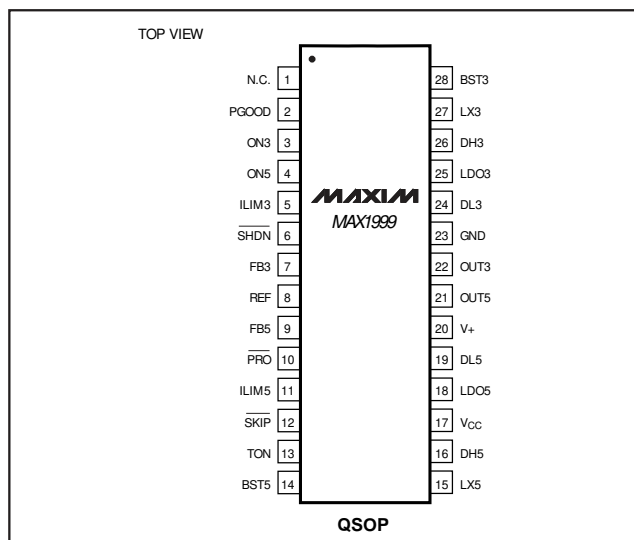 TOP VIEW
N.C. 1
PGOOD 2
ON3 3
ON5 4
ILIM3 5
SHDN 6
FB3 7
REF 8
FB5 9
PRO 10
ILIM5 11
SKIP 12
TON 13
BST5 14
MAXIM
MAX1999
28 BST3
27 LX3
26 DH3
25 LDO3
24 DL3
23 GND
22 OUT3
21 OUT5
20 V+
19 DL5
18 LDO5
17 VCC
16 DH5
15 LX5
QSOP